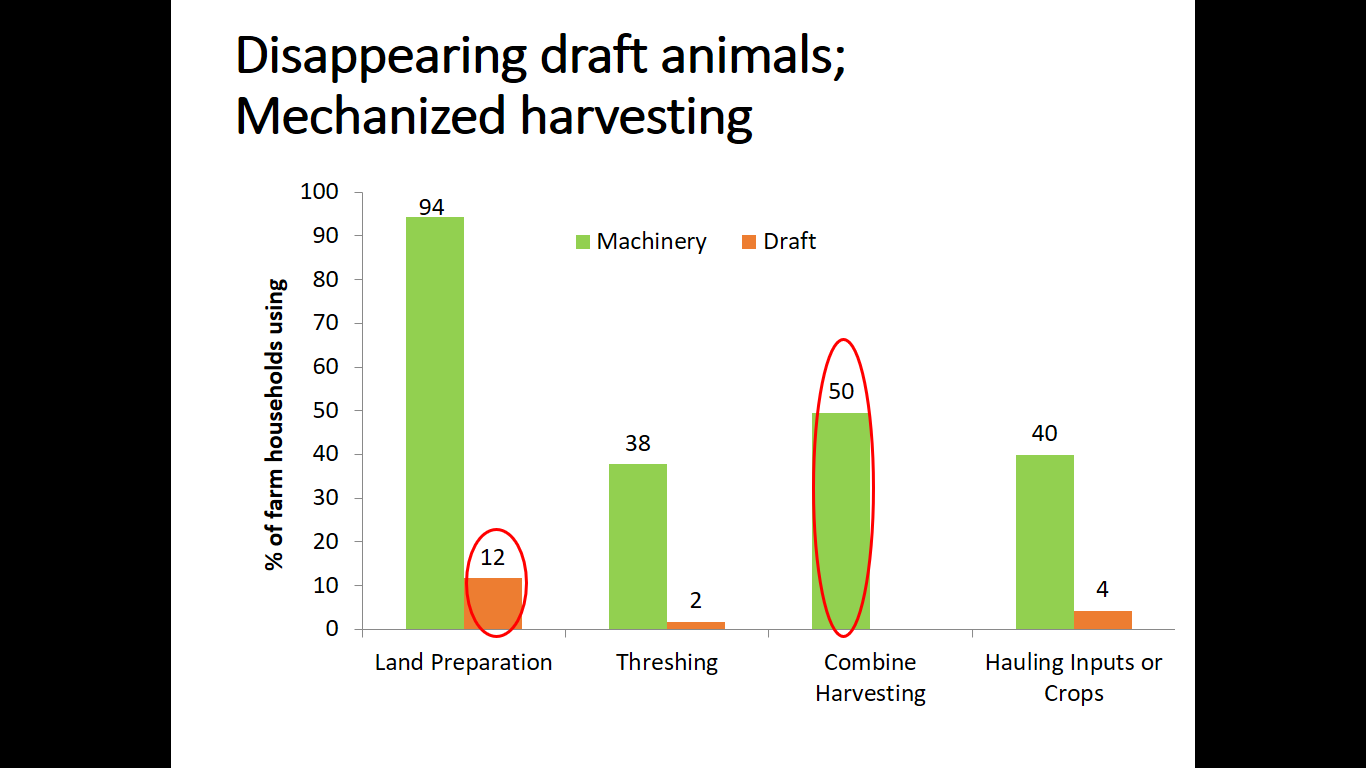 Disappearing draft animals;
Mechanized harvesting
% of farm households using
100
90
80
70
60
50
40
30
20
10
0
Machinery
Draft
94
12
38
2
50
40
4
Land Preparation
Threshing
Combine
Harvesting
Hauling Inputs or
Crops